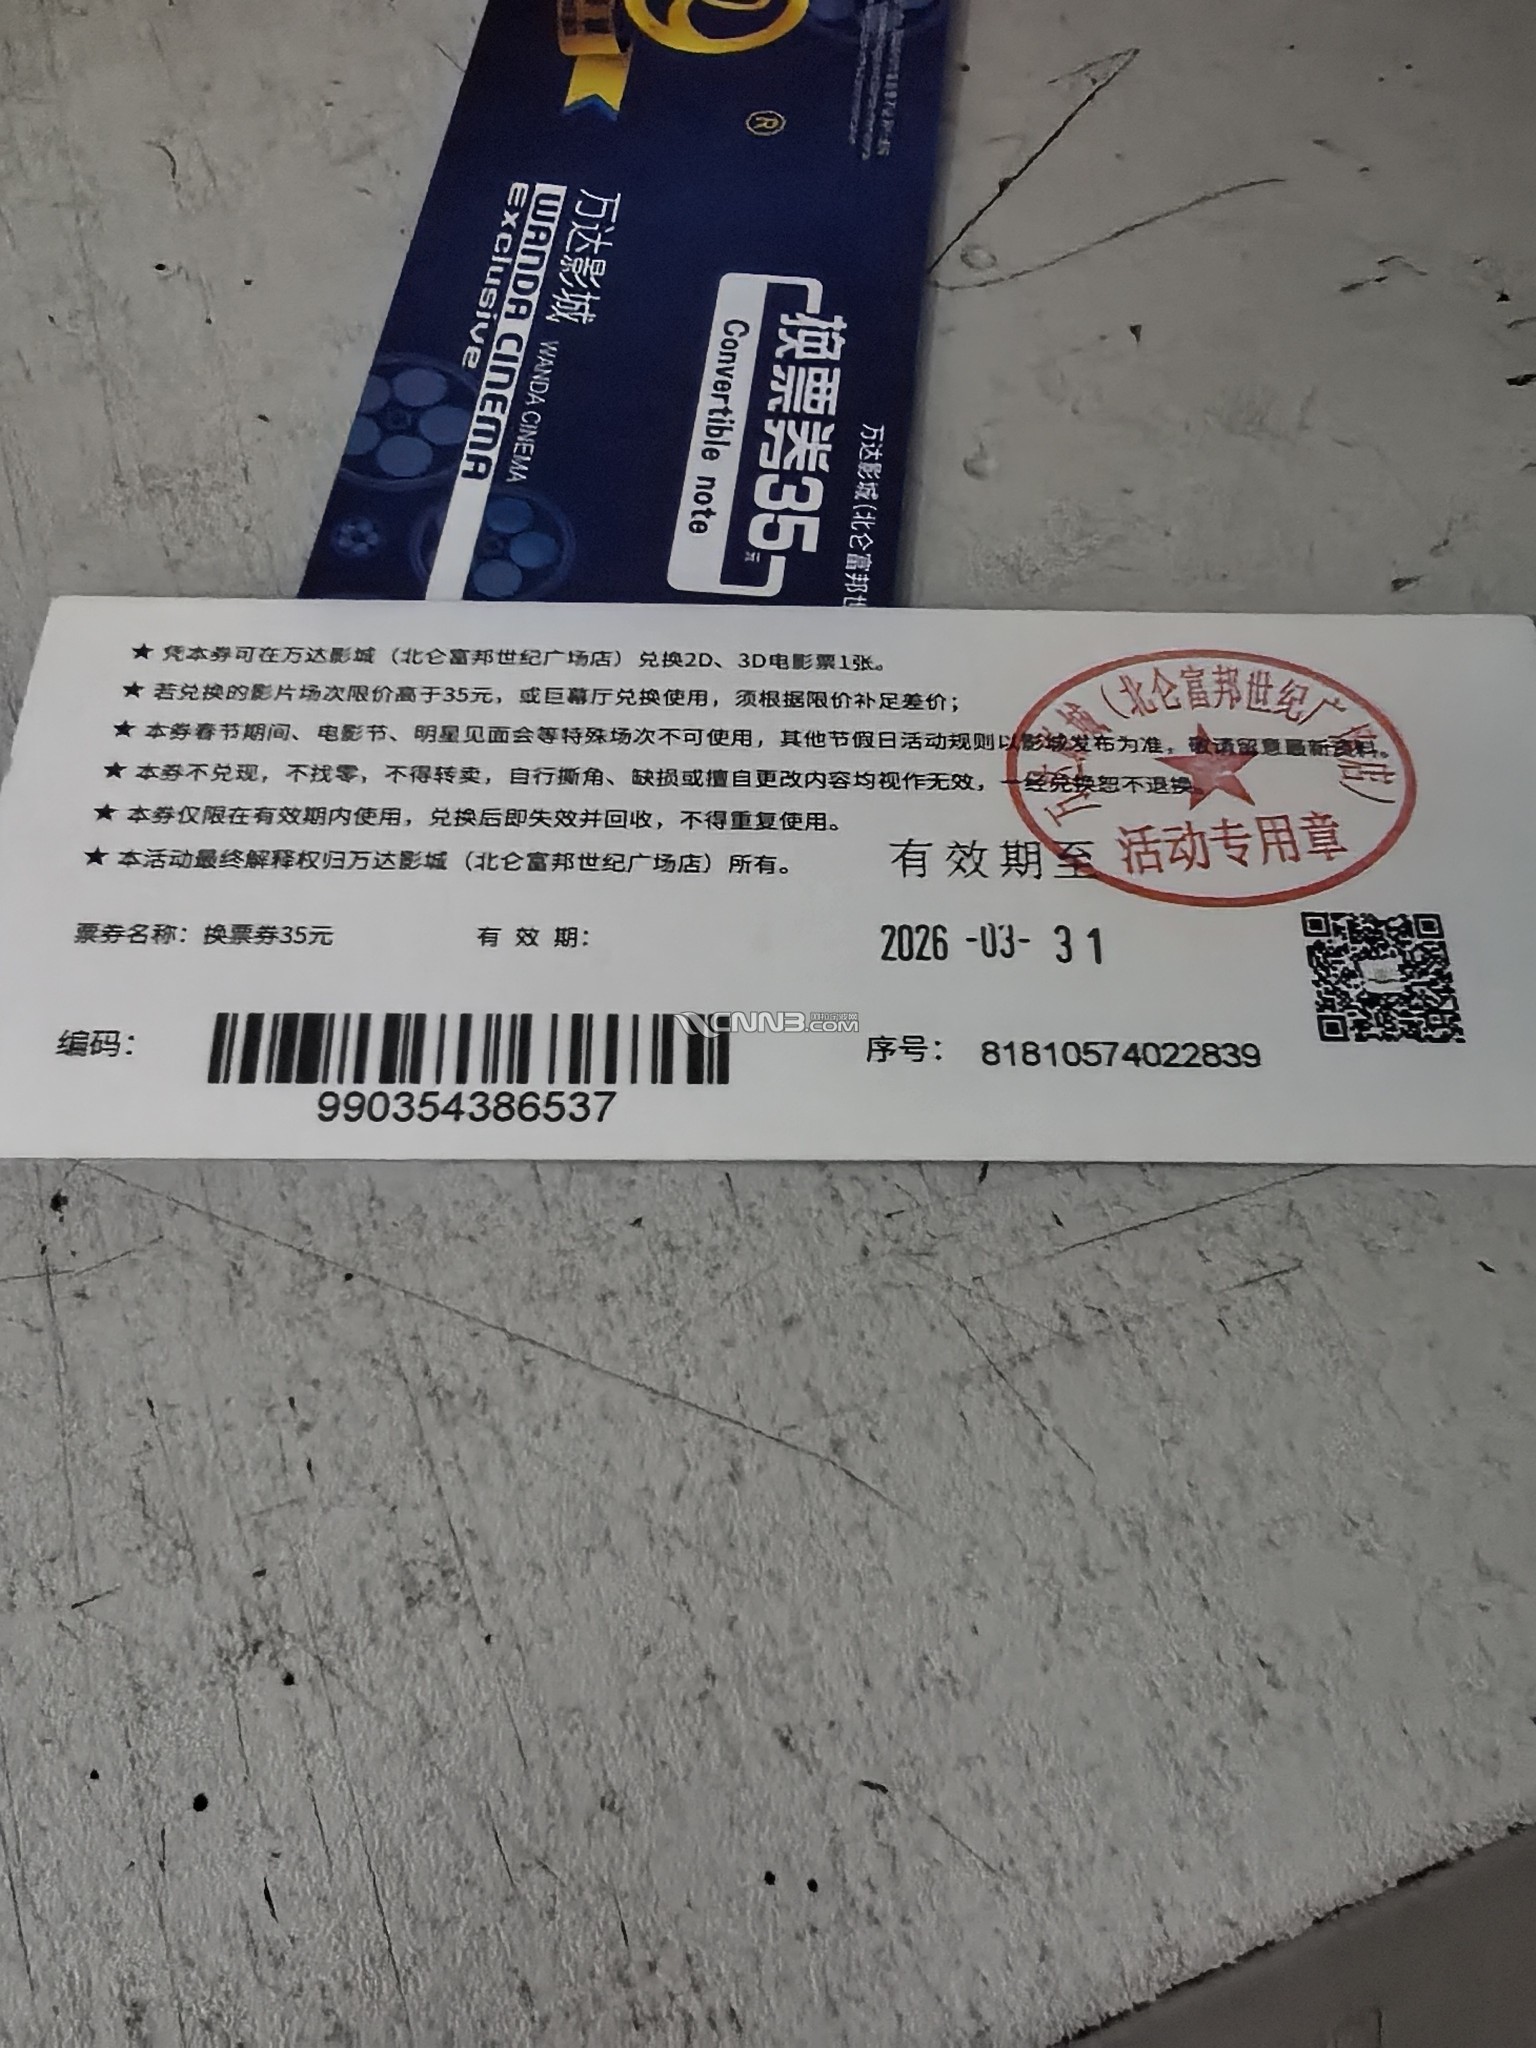 ®
万达影城 WANDA CINEMA
WANDA CINEMA
Exclusive
换票券35元
Convertible note
万达影城(北仑富邦世
★ 凭本券可在万达影城（北仑富邦世纪广场店）兑换2D、3D电影票1张。
★ 若兑换的影片场次限价高于35元，或巨幕厅兑换使用，须根据限价补足差价；
★ 本券春节期间、电影节、明星见面会等特殊场次不可使用，其他节假日活动规则以影城发布为准，敬请留意最新资料。
★ 本券不兑现，不找零，不得转卖，自行撕角、缺损或擅自更改内容均视作无效，一经兑换恕不退换。
★ 本券仅限在有效期内使用，兑换后即失效并回收，不得重复使用。
★ 本活动最终解释权归万达影城（北仑富邦世纪广场店）所有。
城（北仑富邦世纪广 店）
活动专用章
有效期至
票券名称：换票券35元 有 效 期： 2026 -03- 31
编码： 990354386537
序号： 81810574022839
CNN3.COM